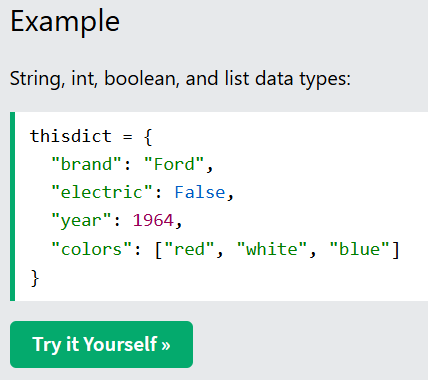 Example
String, int, boolean, and list data types:
thisdict = {
  "brand": "Ford",
  "electric": False,
  "year": 1964,
  "colors": ["red", "white", "blue"]
}
Try it Yourself »